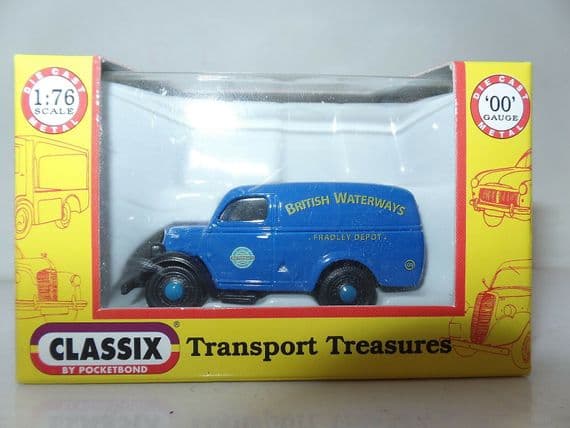 DIE CAST
1:76
SCALE
METAL
DIE CAST
'00'
GAUGE
METAL
BRITISH WATERWAYS
. FRADLEY DEPOT .
CLASSIX®
BY POCKETBOND
Transport Treasures